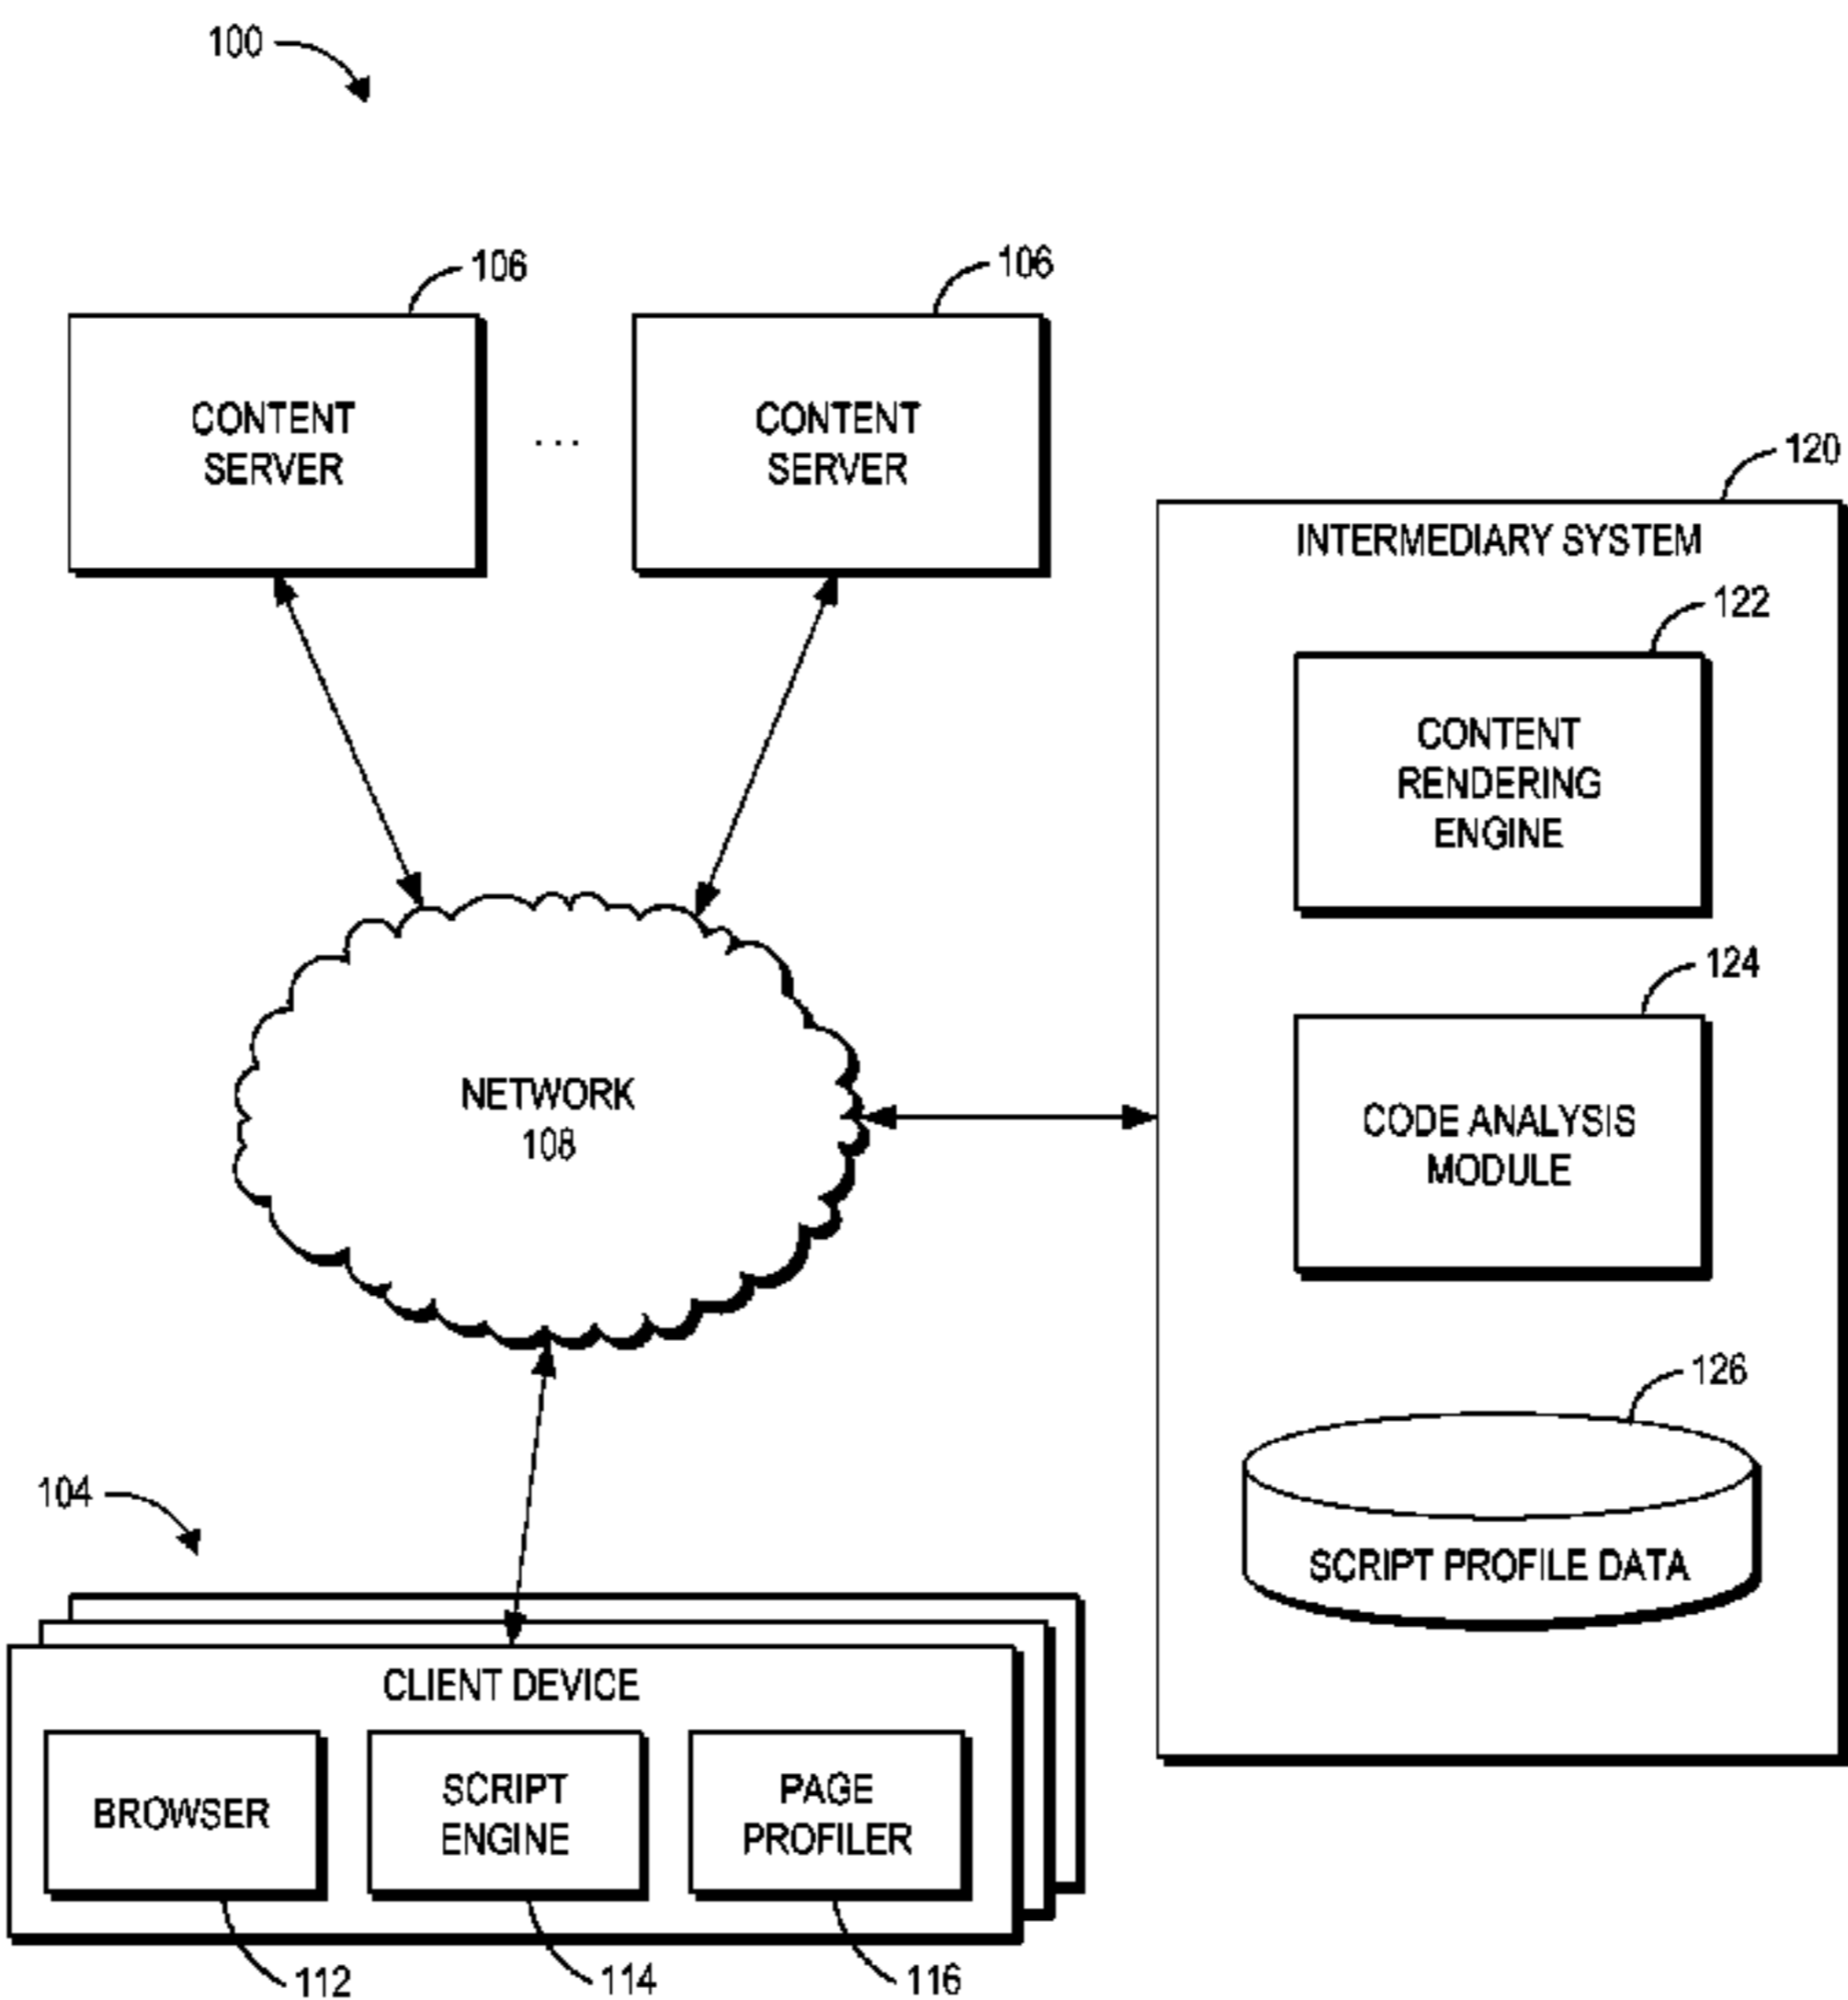 100
106
106
CONTENT
SERVER
...
CONTENT
SERVER
120
INTERMEDIARY SYSTEM
122
CONTENT
RENDERING
ENGINE
124
NETWORK
108
CODE ANALYSIS
MODULE
126
SCRIPT PROFILE DATA
104
CLIENT DEVICE
BROWSER
SCRIPT
ENGINE
PAGE
PROFILER
112
114
116